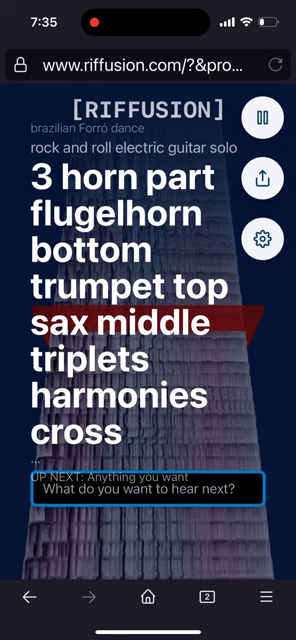 7:35
www.riffusion.com/?&pro...
[RIFFUSION]
brazilian Forró dance
rock and roll electric guitar solo
3 horn part
flugelhorn
bottom
trumpet top
sax middle
triplets
harmonies
cross
...
UP NEXT: Anything you want
What do you want to hear next?
2